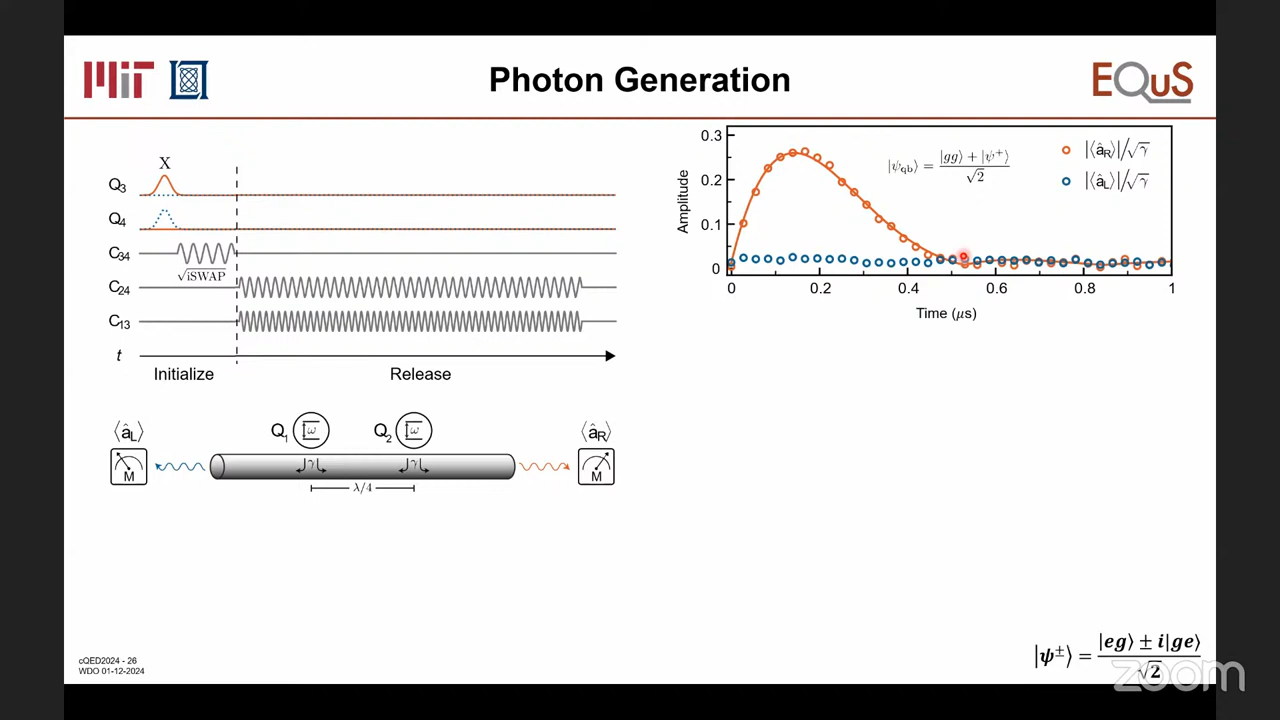 MIT
Photon Generation
EQuS
X
Q3
Q4
C34
√iSWAP
C24
C13
t
Initialize
Release
⟨âL⟩
Q1
ω
Q2
ω
⟨âR⟩
M
γ
γ
M
λ/4
0.3
0.2
0.1
0
Amplitude
|ψqb⟩ = |gg⟩ + |ψ⁺⟩ / √2
|⟨âR⟩|/√γ
|⟨âL⟩|/√γ
0 0.2 0.4 0.6 0.8 1
Time (μs)
cQED2024 - 26
WDO 01-12-2024
|ψ±⟩ = |eg⟩ ± i|ge⟩ / √2
zoom